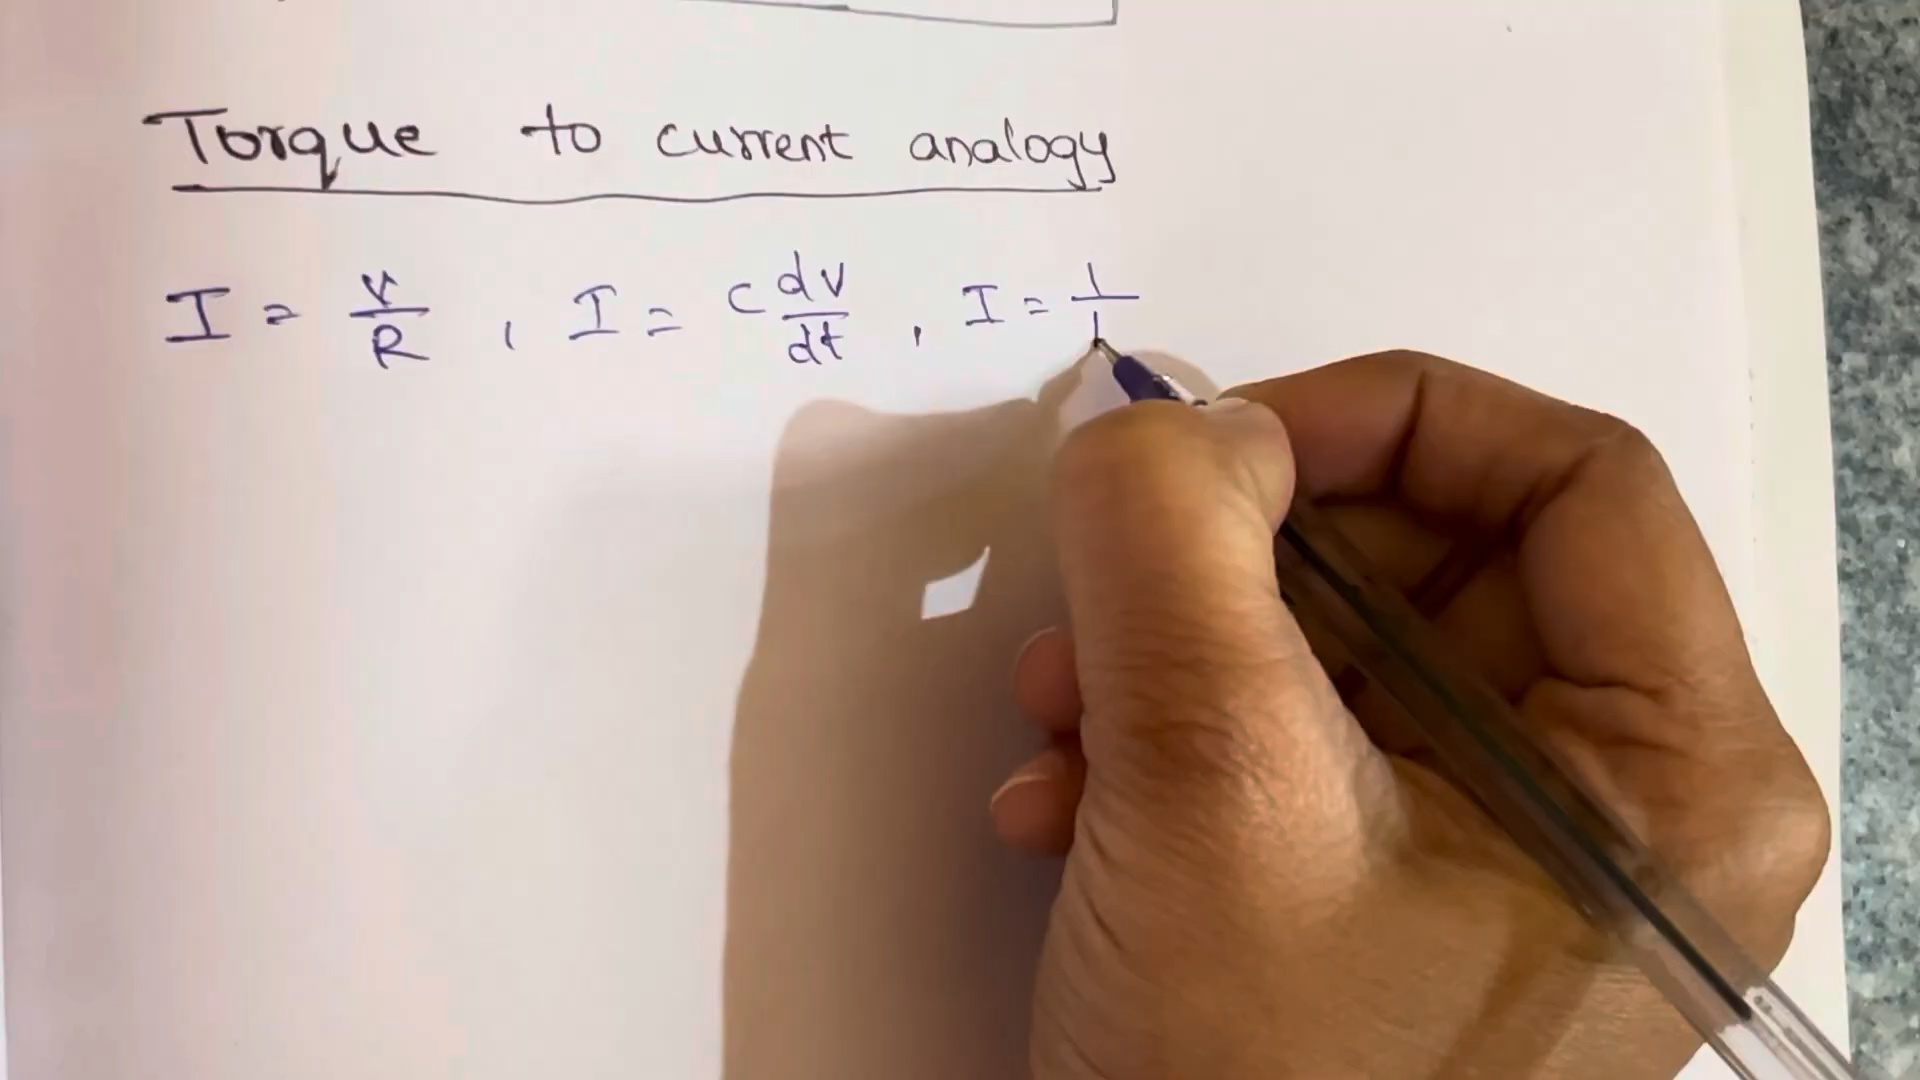 Torque to current analogy
I = V/R , I = C dv/dt , I = 1/